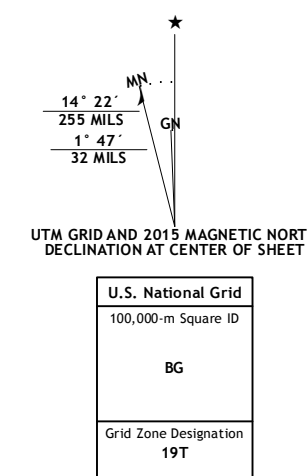 ★
MN
GN
14° 22´
255 MILS
1° 47´
32 MILS
UTM GRID AND 2015 MAGNETIC NORT
DECLINATION AT CENTER OF SHEET
U.S. National Grid
100,000-m Square ID
BG
Grid Zone Designation
19T